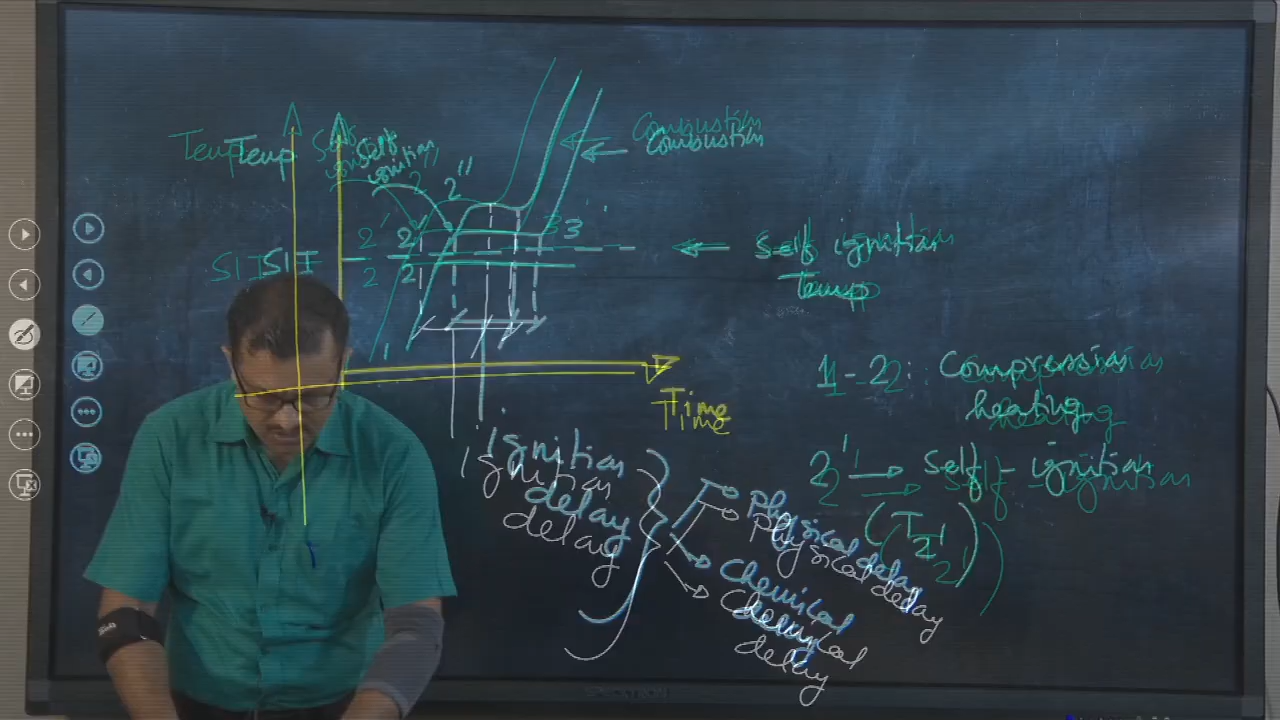 Temp
Self
ignition
Combustion
2''
2'
2
3
1
SIT
Self ignition
Temp
Time
1-2: Compression
heating
2' → Self-ignition
(T2')
Ignition
delay
Physical delay
Chemical
delay